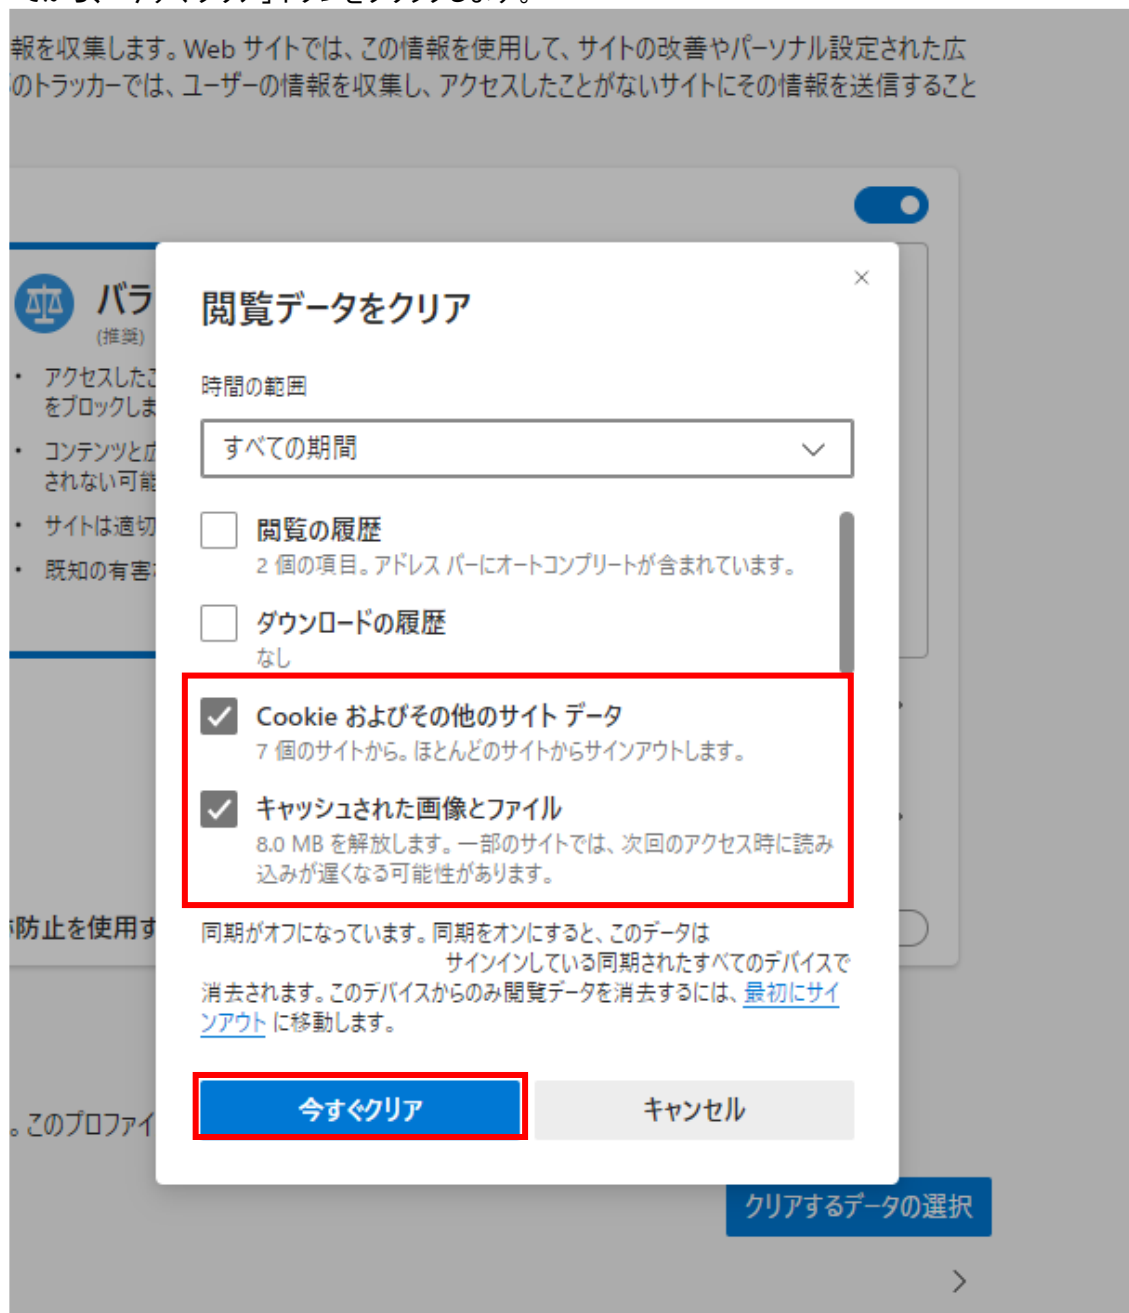 報を収集します。Web サイトでは、この情報を使用して、サイトの改善やパーソナル設定された広
のトラッカーでは、ユーザーの情報を収集し、アクセスしたことがないサイトにその情報を送信すること
バラ
(推奨)
• アクセスしたこ
をブロックしま
• コンテンツと広
されない可能
• サイトは適切
• 既知の有害
閲覧データをクリア
時間の範囲
すべての期間
閲覧の履歴
2 個の項目。アドレス バーにオートコンプリートが含まれています。
ダウンロードの履歴
なし
Cookie およびその他のサイト データ
7 個のサイトから。ほとんどのサイトからサインアウトします。
キャッシュされた画像とファイル
8.0 MB を解放します。一部のサイトでは、次回のアクセス時に読み
込みが遅くなる可能性があります。
防止を使用す
同期がオフになっています。同期をオンにすると、このデータは
サインインしている同期されたすべてのデバイスで
消去されます。このデバイスからのみ閲覧データを消去するには、最初にサイ
ンアウト に移動します。
今すぐクリア
キャンセル
。このプロファイ
クリアするデータの選択